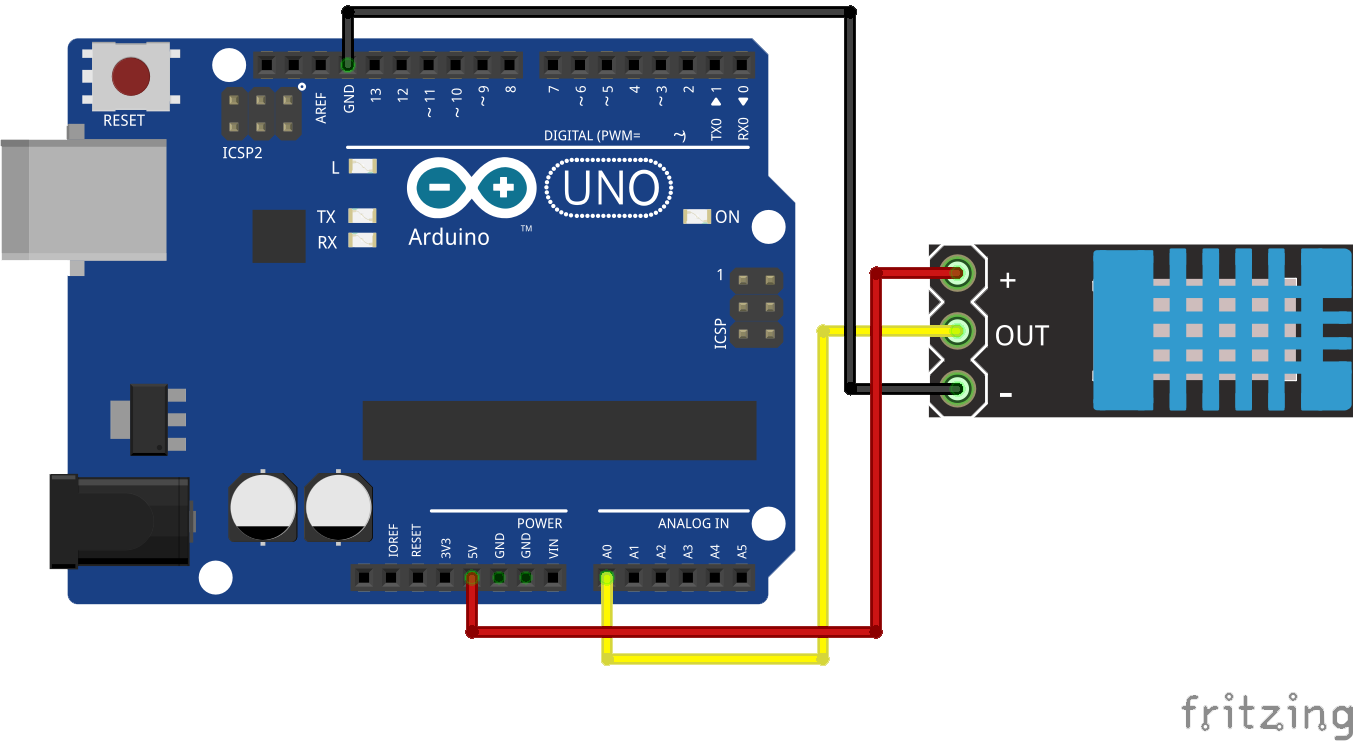 RESET
ICSP2
AREF
GND
13
12
~11
~10
~9
8
7
~6
~5
4
~3
2
TX0 ▶ 1
RX0 ◀ 0
DIGITAL (PWM= ~)
L
TX
RX
Arduino
TM
UNO
ON
1
ICSP
+
OUT
-
POWER
ANALOG IN
IOREF
RESET
3V3
5V
GND
GND
VIN
A0
A1
A2
A3
A4
A5
fritzing